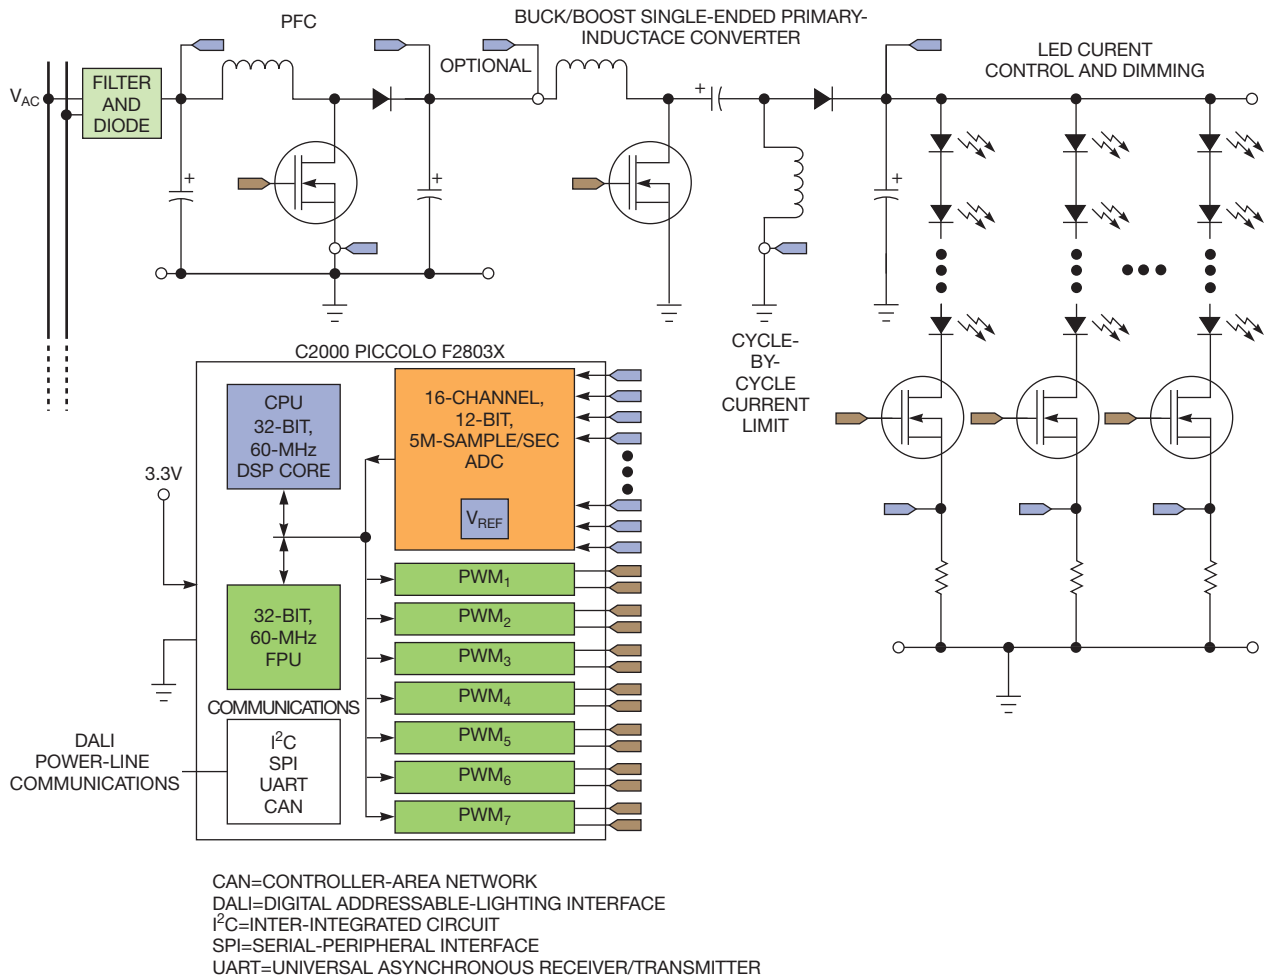 PFC
BUCK/BOOST SINGLE-ENDED PRIMARY-
INDUCTACE CONVERTER
OPTIONAL
LED CURENT
CONTROL AND DIMMING
V_AC
FILTER
AND
DIODE
+
+
+
+
CYCLE-
BY-
CYCLE
CURRENT
LIMIT
C2000 PICCOLO F2803X
CPU
32-BIT,
60-MHz
DSP CORE
16-CHANNEL,
12-BIT,
5M-SAMPLE/SEC
ADC
V_REF
3.3V
32-BIT,
60-MHz
FPU
PWM₁
PWM₂
PWM₃
PWM₄
PWM₅
PWM₆
PWM₇
COMMUNICATIONS
I²C
SPI
UART
CAN
DALI
POWER-LINE
COMMUNICATIONS
CAN=CONTROLLER-AREA NETWORK
DALI=DIGITAL ADDRESSABLE-LIGHTING INTERFACE
I²C=INTER-INTEGRATED CIRCUIT
SPI=SERIAL-PERIPHERAL INTERFACE
UART=UNIVERSAL ASYNCHRONOUS RECEIVER/TRANSMITTER